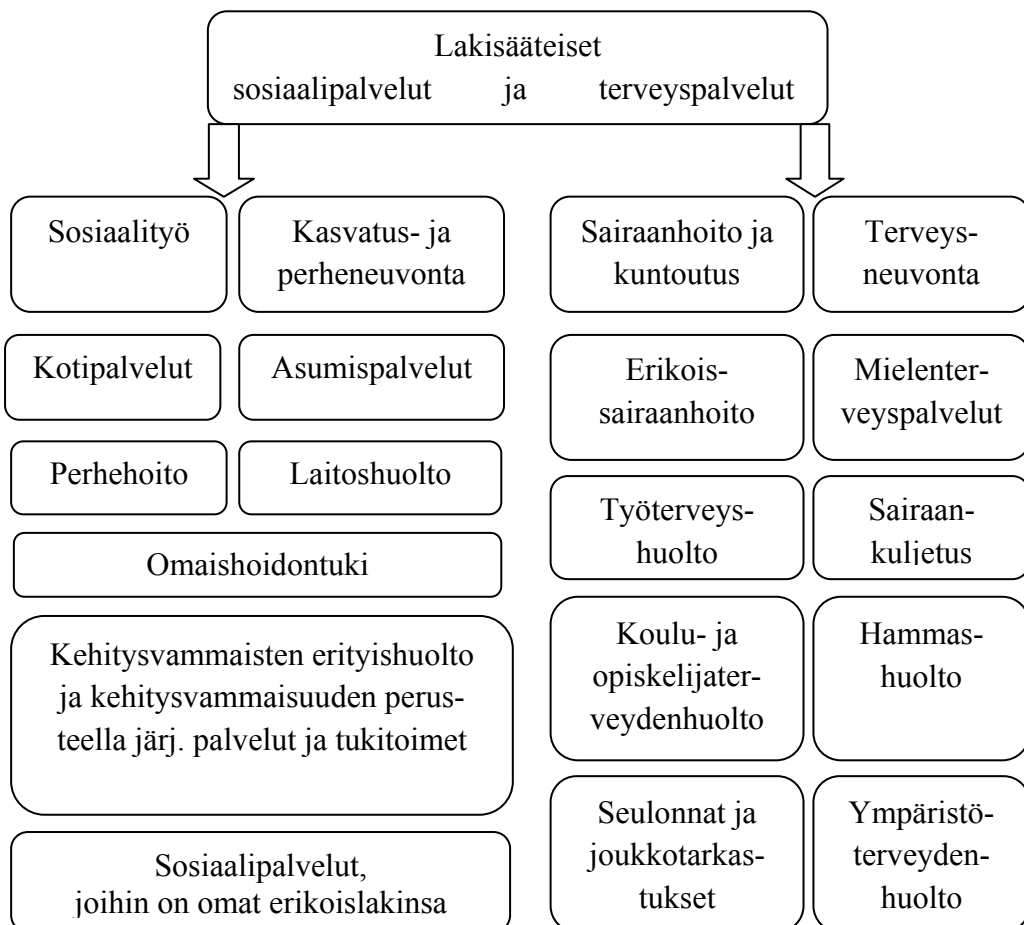 Lakisääteiset
sosiaalipalvelut ja terveyspalvelut
Sosiaalityö
Kasvatus- ja
perheneuvonta
Kotipalvelut
Asumispalvelut
Perhehoito
Laitoshuolto
Omaishoidontuki
Kehitysvammaisten erityishuolto
ja kehitysvammaisuuden perus-
teella järj. palvelut ja tukitoimet
Sosiaalipalvelut,
joihin on omat erikoislakinsa
Sairaanhoito ja
kuntoutus
Terveys-
neuvonta
Erikois-
sairaanhoito
Mielenter-
veyspalvelut
Työterveys-
huolto
Sairaan-
kuljetus
Koulu- ja
opiskelijater-
veydenhuolto
Hammas-
huolto
Seulonnat ja
joukkotarkas-
tukset
Ympäristö-
terveyden-
huolto